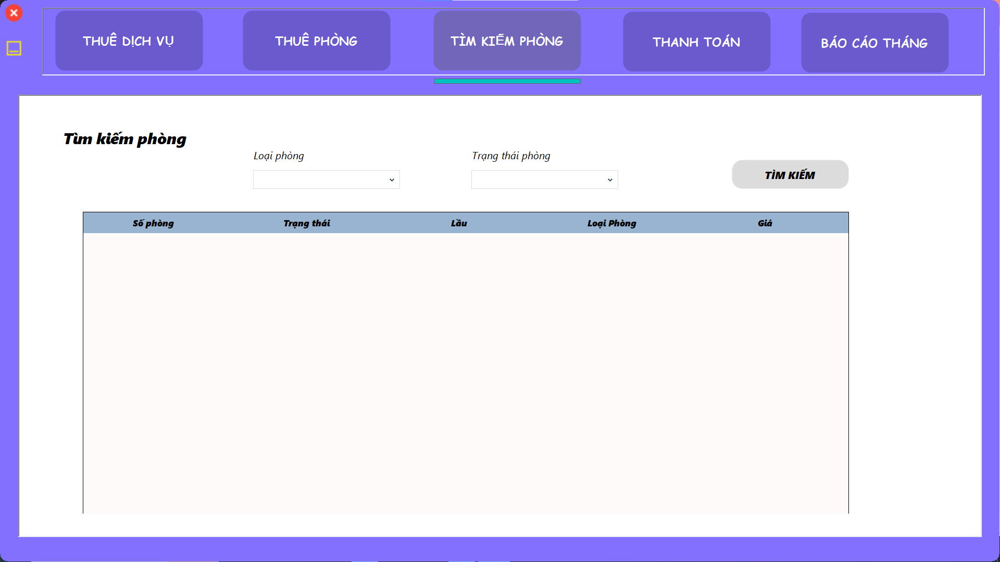 THUÊ DỊCH VỤ
THUÊ PHÒNG
TÌM KIẾM PHÒNG
THANH TOÁN
BÁO CÁO THÁNG
Tìm kiếm phòng
Loại phòng
Trạng thái phòng
TÌM KIẾM
Số phòng Trạng thái Lầu Loại Phòng Giá